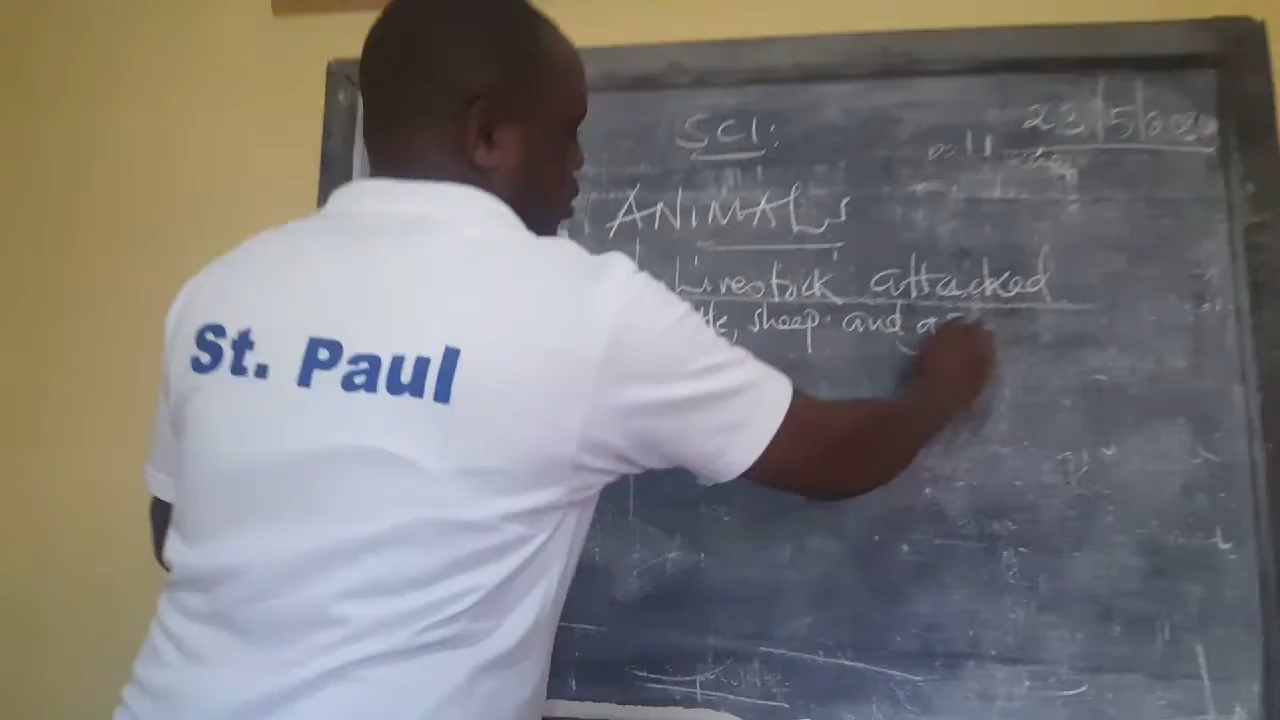 St. Paul
SCI:
23/5/2020
ANIMALS
Livestock attacked
sheep and